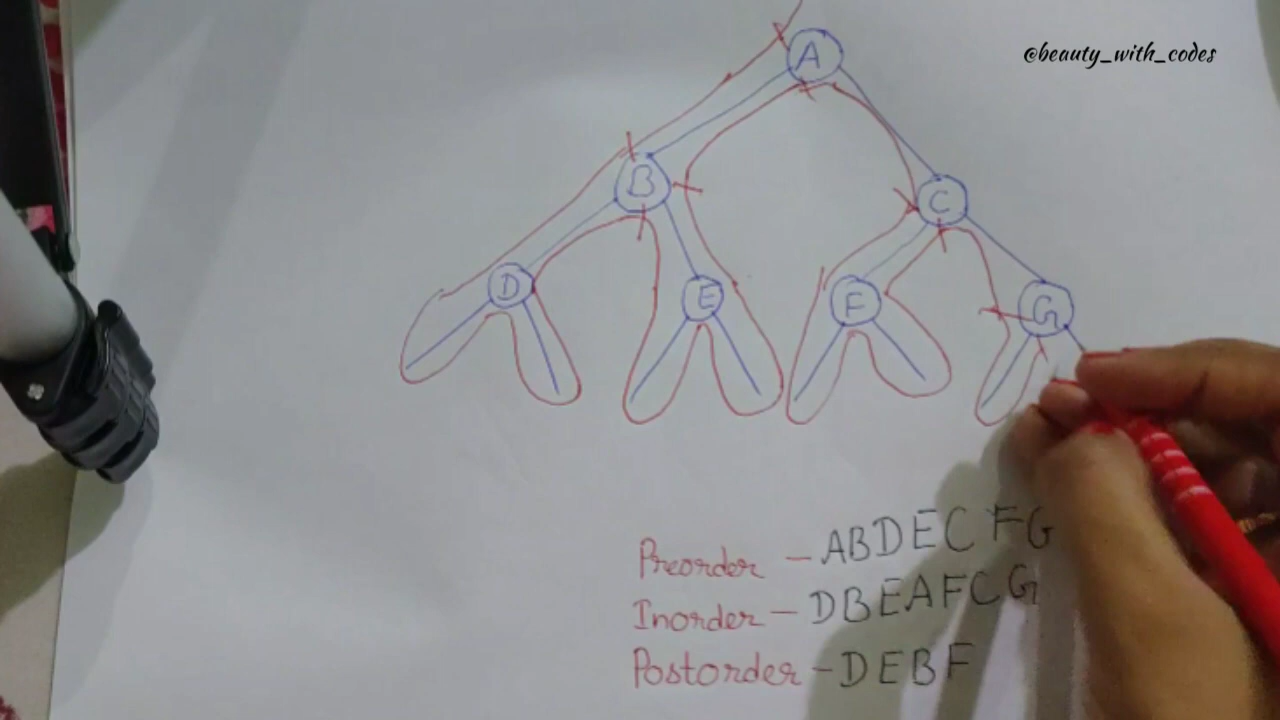 @beauty_with_codes
A
B
C
D
E
F
G
Preorder - ABDECFG
Inorder - DBEAFCG
Postorder - DEBF